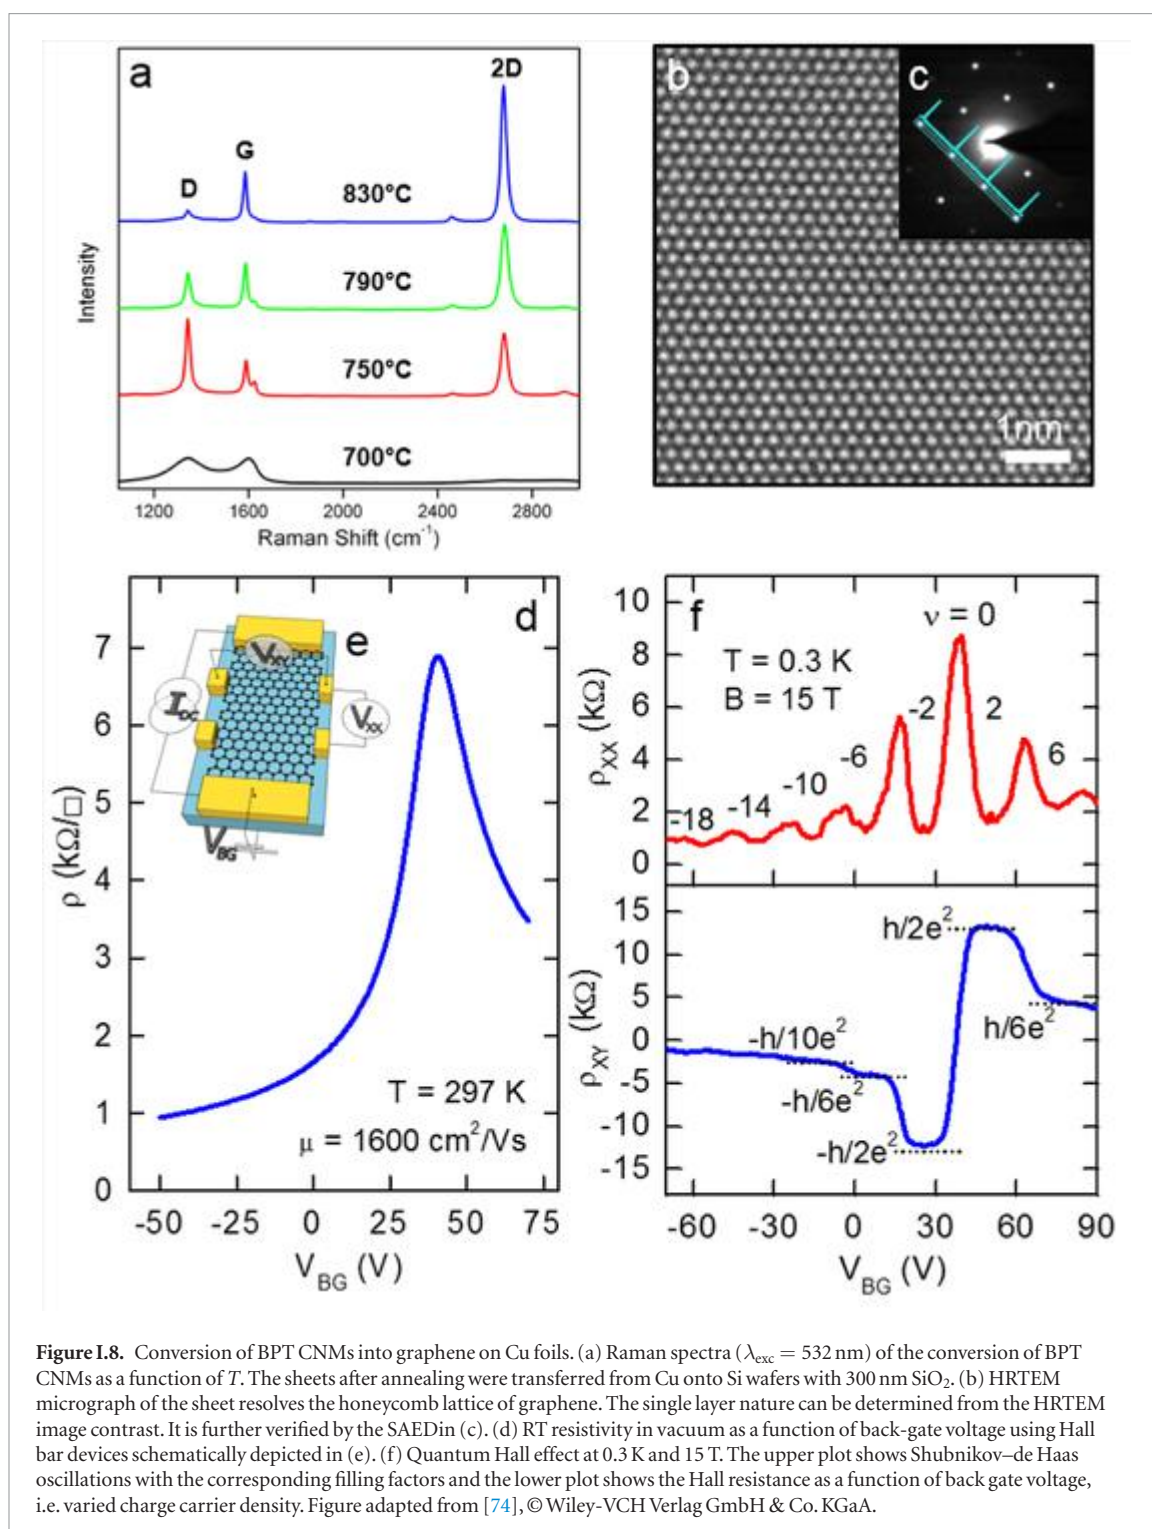 a
2D
G
D
830°C
790°C
750°C
700°C
Intensity
1200 1600 2000 2400 2800
Raman Shift (cm⁻¹)
b
c
1nm
d
e
V_XY
I_DC
V_XX
V_BG
7
6
5
4
3
2
1
0
ρ (kΩ/□)
T = 297 K
μ = 1600 cm²/Vs
-50 -25 0 25 50 75
V_BG (V)
f
ν = 0
T = 0.3 K
B = 15 T
-2 2
-6 6
-10
-14
-18
10
8
6
4
2
0
ρ_XX (kΩ)
15
10
5
0
-5
-10
-15
ρ_XY (kΩ)
h/2e²
h/6e²
-h/10e²
-h/6e²
-h/2e²
-60 -30 0 30 60 90
V_BG (V)
Figure I.8. Conversion of BPT CNMs into graphene on Cu foils. (a) Raman spectra (λ_exc = 532 nm) of the conversion of BPT
CNMs as a function of T. The sheets after annealing were transferred from Cu onto Si wafers with 300 nm SiO₂. (b) HRTEM
micrograph of the sheet resolves the honeycomb lattice of graphene. The single layer nature can be determined from the HRTEM
image contrast. It is further verified by the SAEDin (c). (d) RT resistivity in vacuum as a function of back-gate voltage using Hall
bar devices schematically depicted in (e). (f) Quantum Hall effect at 0.3 K and 15 T. The upper plot shows Shubnikov–de Haas
oscillations with the corresponding filling factors and the lower plot shows the Hall resistance as a function of back gate voltage,
i.e. varied charge carrier density. Figure adapted from [74], © Wiley-VCH Verlag GmbH & Co. KGaA.